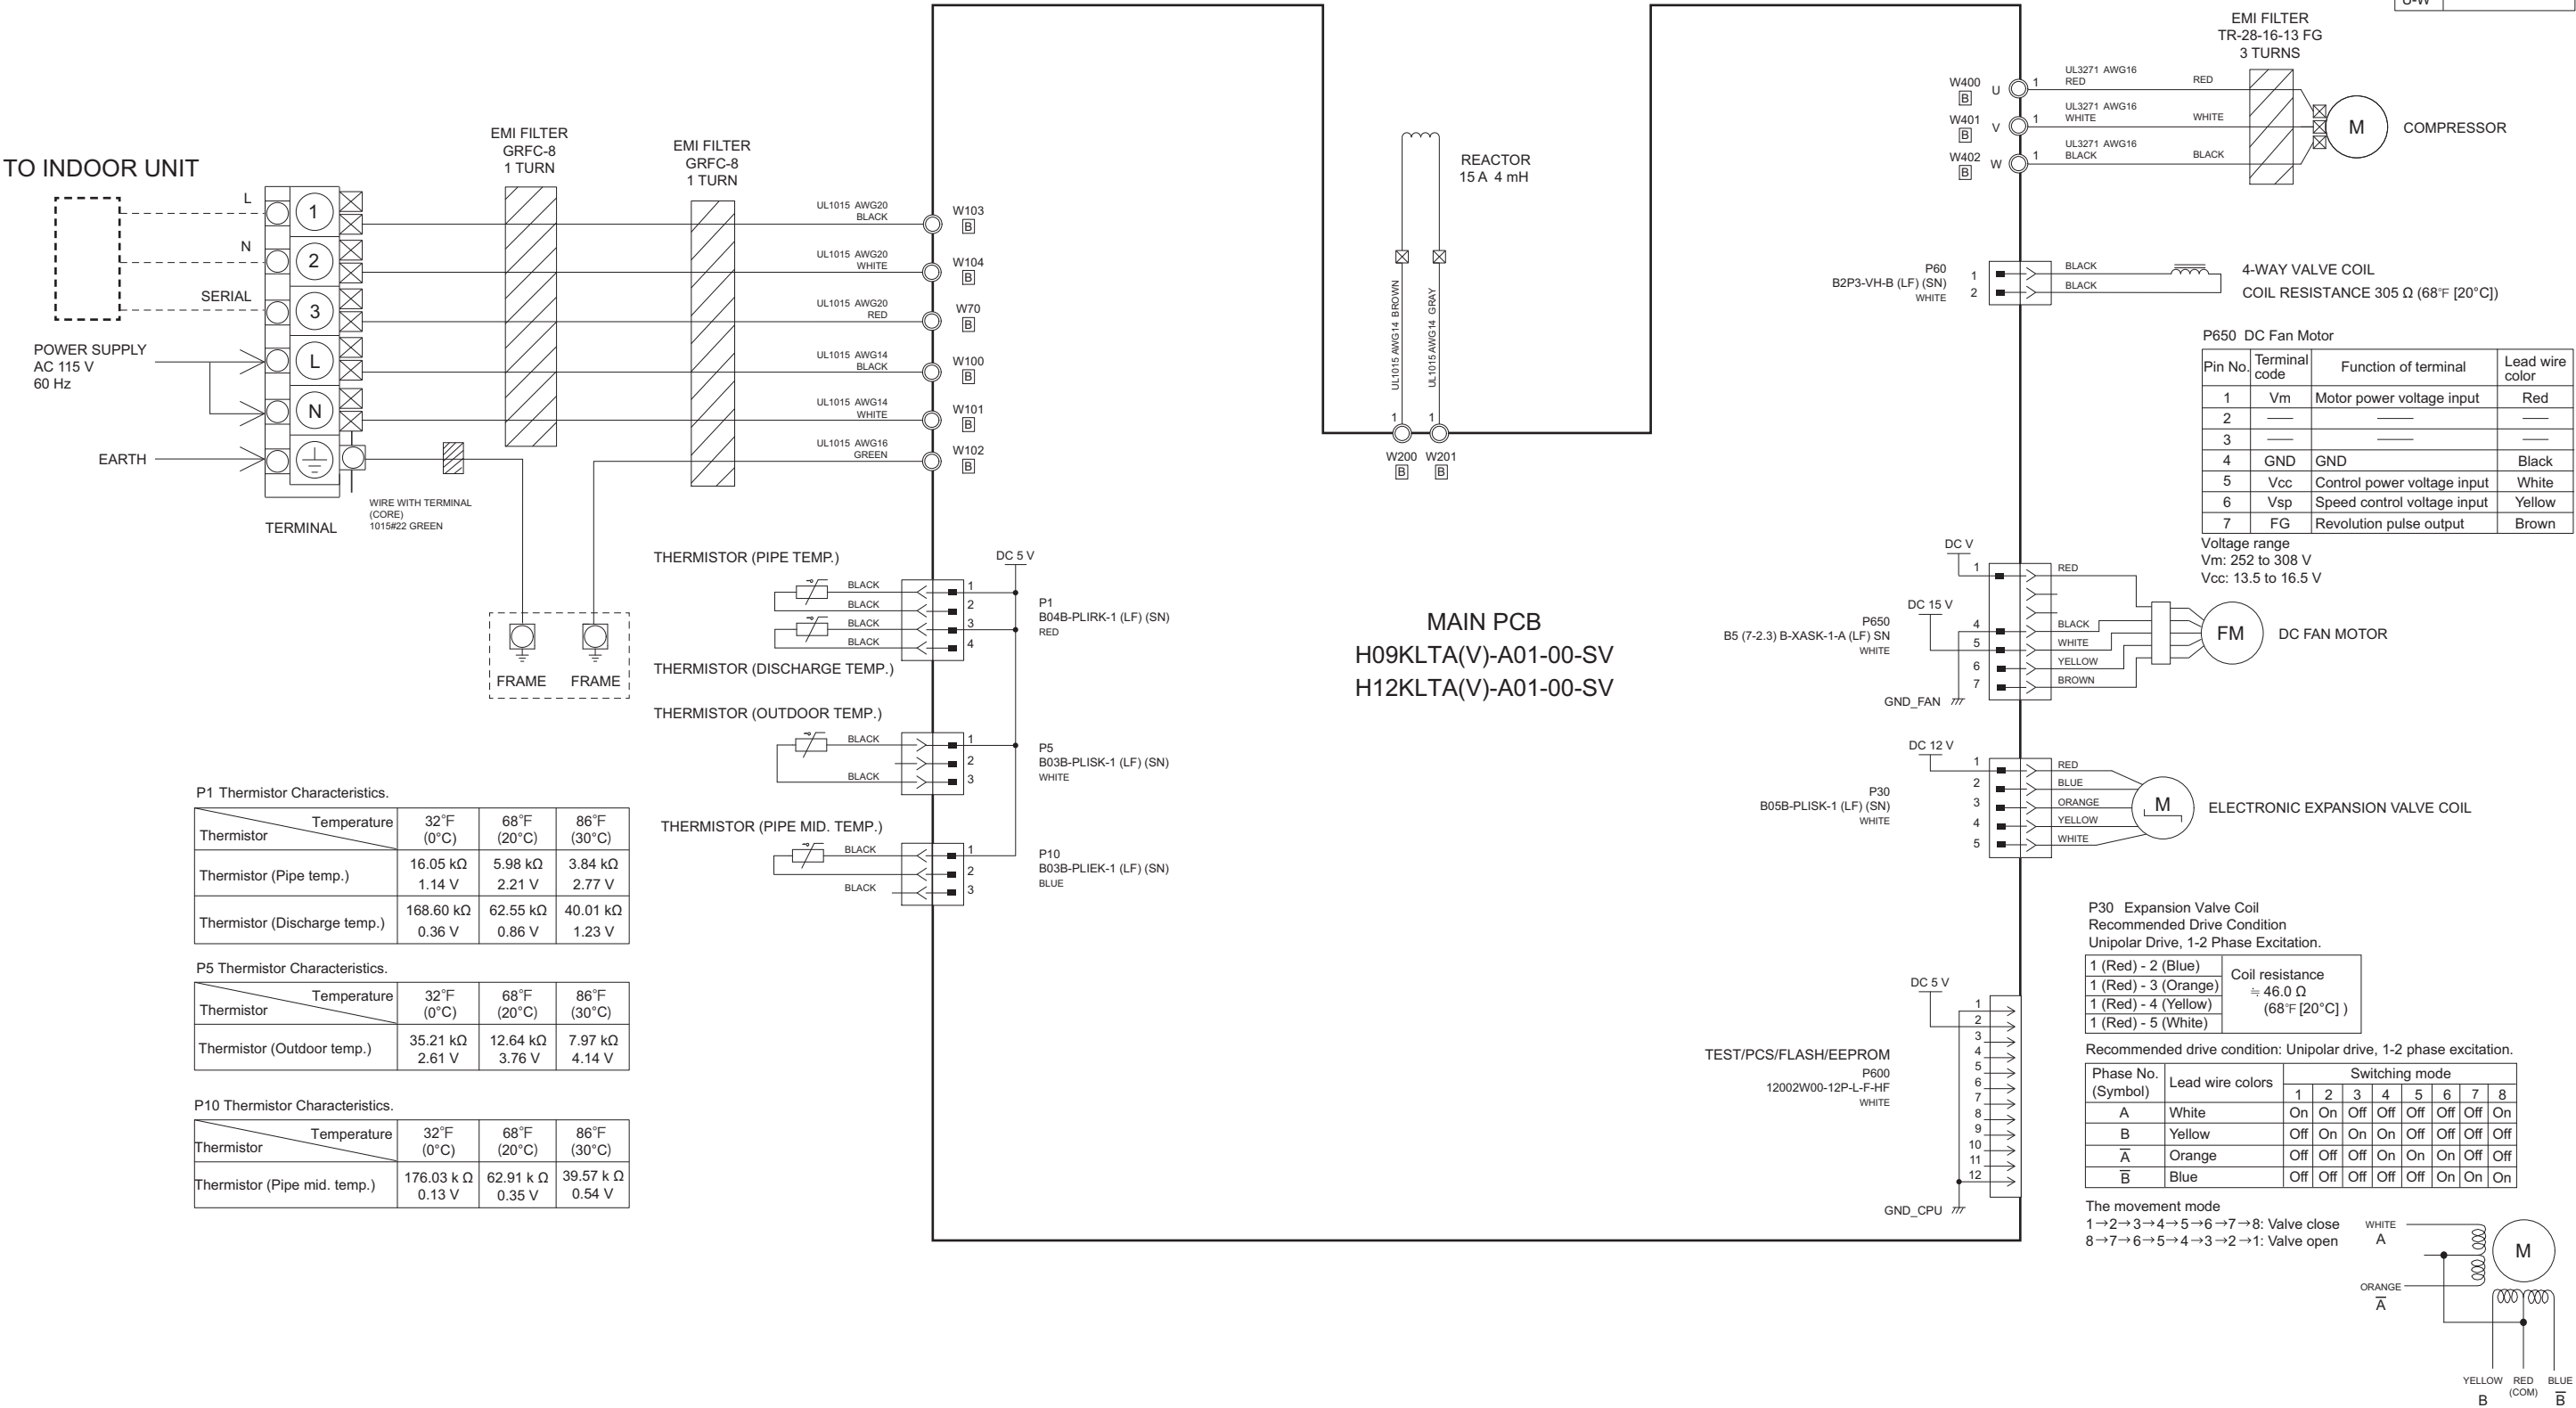 U-W
EMI FILTER
TR-28-16-13 FG
3 TURNS
W400
B
U
1
UL3271 AWG16
RED
RED
W401
B
V
1
UL3271 AWG16
WHITE
WHITE
W402
B
W
1
UL3271 AWG16
BLACK
BLACK
M
COMPRESSOR
TO INDOOR UNIT
L
N
SERIAL
POWER SUPPLY
AC 115 V
60 Hz
EARTH
1
2
3
L
N
TERMINAL
WIRE WITH TERMINAL
(CORE)
1015#22 GREEN
EMI FILTER
GRFC-8
1 TURN
EMI FILTER
GRFC-8
1 TURN
UL1015 AWG20
BLACK
W103
B
UL1015 AWG20
WHITE
W104
B
UL1015 AWG20
RED
W70
B
UL1015 AWG14
BLACK
W100
B
UL1015 AWG14
WHITE
W101
B
UL1015 AWG16
GREEN
W102
B
FRAME
FRAME
REACTOR
15 A 4 mH
UL1015 AWG14 BROWN
UL1015 AWG14 GRAY
1
1
W200
B
W201
B
P60
B2P3-VH-B (LF) (SN)
WHITE
1
2
BLACK
BLACK
4-WAY VALVE COIL
COIL RESISTANCE 305 Ω (68°F [20°C])
P650 DC Fan Motor
Pin No. Terminal code Function of terminal Lead wire color
1 Vm Motor power voltage input Red
2 —— —— ——
3 —— —— ——
4 GND GND Black
5 Vcc Control power voltage input White
6 Vsp Speed control voltage input Yellow
7 FG Revolution pulse output Brown
Voltage range
Vm: 252 to 308 V
Vcc: 13.5 to 16.5 V
THERMISTOR (PIPE TEMP.)
BLACK
BLACK
BLACK
BLACK
THERMISTOR (DISCHARGE TEMP.)
DC 5 V
1
2
3
4
P1
B04B-PLIRK-1 (LF) (SN)
RED
THERMISTOR (OUTDOOR TEMP.)
BLACK
BLACK
1
2
3
P5
B03B-PLISK-1 (LF) (SN)
WHITE
THERMISTOR (PIPE MID. TEMP.)
BLACK
BLACK
1
2
3
P10
B03B-PLIEK-1 (LF) (SN)
BLUE
MAIN PCB
H09KLTA(V)-A01-00-SV
H12KLTA(V)-A01-00-SV
DC V
DC 15 V
P650
B5 (7-2.3) B-XASK-1-A (LF) SN
WHITE
GND_FAN
1
4
5
6
7
RED
BLACK
WHITE
YELLOW
BROWN
FM
DC FAN MOTOR
DC 12 V
P30
B05B-PLISK-1 (LF) (SN)
WHITE
1
2
3
4
5
RED
BLUE
ORANGE
YELLOW
WHITE
M
ELECTRONIC EXPANSION VALVE COIL
P1 Thermistor Characteristics.
Temperature
Thermistor
32°F (0°C) 68°F (20°C) 86°F (30°C)
Thermistor (Pipe temp.)
16.05 kΩ 5.98 kΩ 3.84 kΩ
1.14 V 2.21 V 2.77 V
Thermistor (Discharge temp.)
168.60 kΩ 62.55 kΩ 40.01 kΩ
0.36 V 0.86 V 1.23 V
P5 Thermistor Characteristics.
Temperature
Thermistor
32°F (0°C) 68°F (20°C) 86°F (30°C)
Thermistor (Outdoor temp.)
35.21 kΩ 12.64 kΩ 7.97 kΩ
2.61 V 3.76 V 4.14 V
P10 Thermistor Characteristics.
Temperature
Thermistor
32°F (0°C) 68°F (20°C) 86°F (30°C)
Thermistor (Pipe mid. temp.)
176.03 k Ω 62.91 k Ω 39.57 k Ω
0.13 V 0.35 V 0.54 V
DC 5 V
TEST/PCS/FLASH/EEPROM
P600
12002W00-12P-L-F-HF
WHITE
GND_CPU
1
2
3
4
5
6
7
8
9
10
11
12
P30 Expansion Valve Coil
Recommended Drive Condition
Unipolar Drive, 1-2 Phase Excitation.
1 (Red) - 2 (Blue)
1 (Red) - 3 (Orange)
1 (Red) - 4 (Yellow)
1 (Red) - 5 (White)
Coil resistance
≒ 46.0 Ω
(68°F [20°C] )
Recommended drive condition: Unipolar drive, 1-2 phase excitation.
Phase No. (Symbol) Lead wire colors Switching mode
1 2 3 4 5 6 7 8
A White On On Off Off Off Off Off On
B Yellow Off On On On Off Off Off Off
A̅ Orange Off Off Off On On On Off Off
B̅ Blue Off Off Off Off Off On On On
The movement mode
1→2→3→4→5→6→7→8: Valve close
8→7→6→5→4→3→2→1: Valve open
WHITE
A
M
ORANGE
A̅
YELLOW
B
RED
(COM)
BLUE
B̅